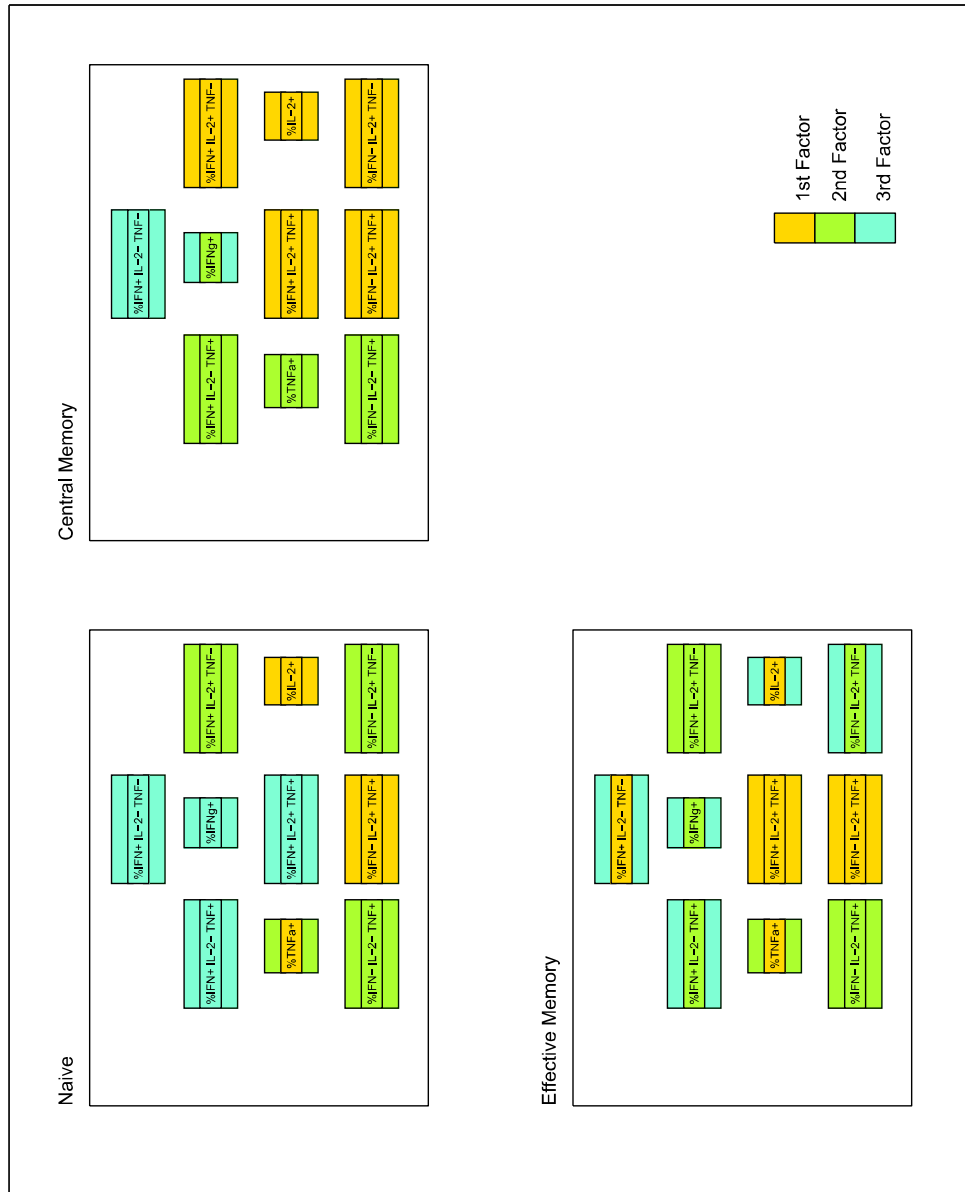 Naive
%IFN+ IL-2- TNF-
%IFN+ IL-2- TNF+
%IFNg+
%IFN+ IL-2+ TNF-
%TNFa+
%IFN+ IL-2+ TNF+
%IL-2+
%IFN- IL-2- TNF+
%IFN- IL-2+ TNF+
%IFN- IL-2+ TNF-
Central Memory
%IFN+ IL-2- TNF-
%IFN+ IL-2- TNF+
%IFNg+
%IFN+ IL-2+ TNF-
%TNFa+
%IFN+ IL-2+ TNF+
%IL-2+
%IFN- IL-2- TNF+
%IFN- IL-2+ TNF+
%IFN- IL-2+ TNF-
Effective Memory
%IFN+ IL-2- TNF-
%IFN+ IL-2- TNF+
%IFNg+
%IFN+ IL-2+ TNF-
%TNFa+
%IFN+ IL-2+ TNF+
%IL-2+
%IFN- IL-2- TNF+
%IFN- IL-2+ TNF+
%IFN- IL-2+ TNF-
1st Factor
2nd Factor
3rd Factor